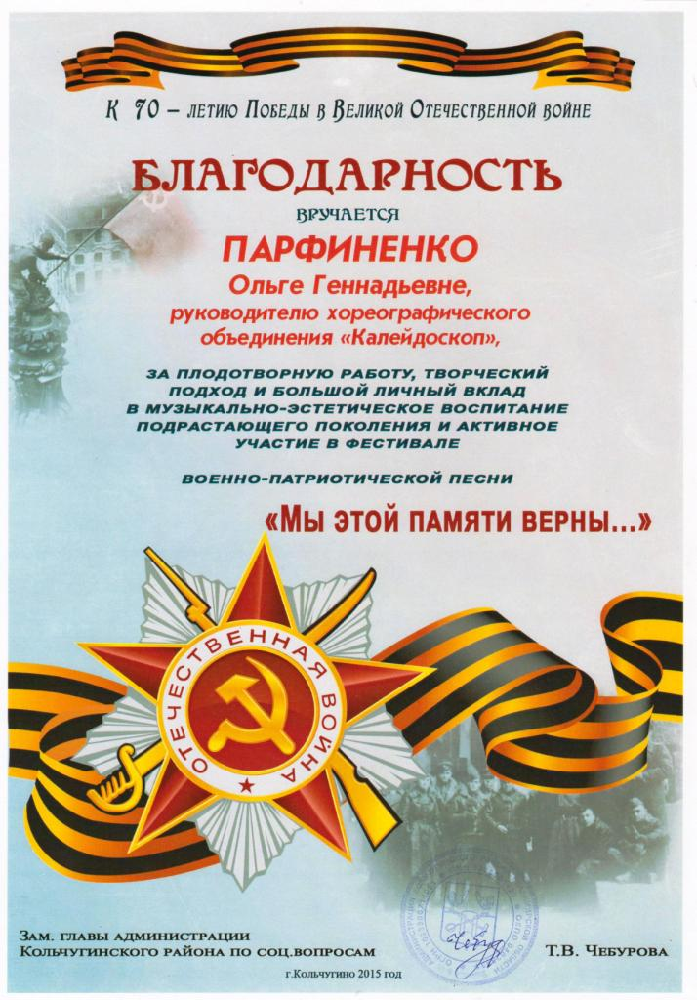 К 70 – летию Победы в Великой Отечественной войне
БЛАГОДАРНОСТЬ
ВРУЧАЕТСЯ
ПАРФИНЕНКО
Ольге Геннадьевне,
руководителю хореографического
объединения «Калейдоскоп»,
ЗА ПЛОДОТВОРНУЮ РАБОТУ, ТВОРЧЕСКИЙ
ПОДХОД И БОЛЬШОЙ ЛИЧНЫЙ ВКЛАД
В МУЗЫКАЛЬНО-ЭСТЕТИЧЕСКОЕ ВОСПИТАНИЕ
ПОДРАСТАЮЩЕГО ПОКОЛЕНИЯ И АКТИВНОЕ
УЧАСТИЕ В ФЕСТИВАЛЕ
ВОЕННО-ПАТРИОТИЧЕСКОЙ ПЕСНИ
«МЫ ЭТОЙ ПАМЯТИ ВЕРНЫ...»
ОТЕЧЕСТВЕННАЯ ВОЙНА
Зам. главы администрации
Кольчугинского района по соц.вопросам
Т.В. Чебурова
г.Кольчугино 2015 год